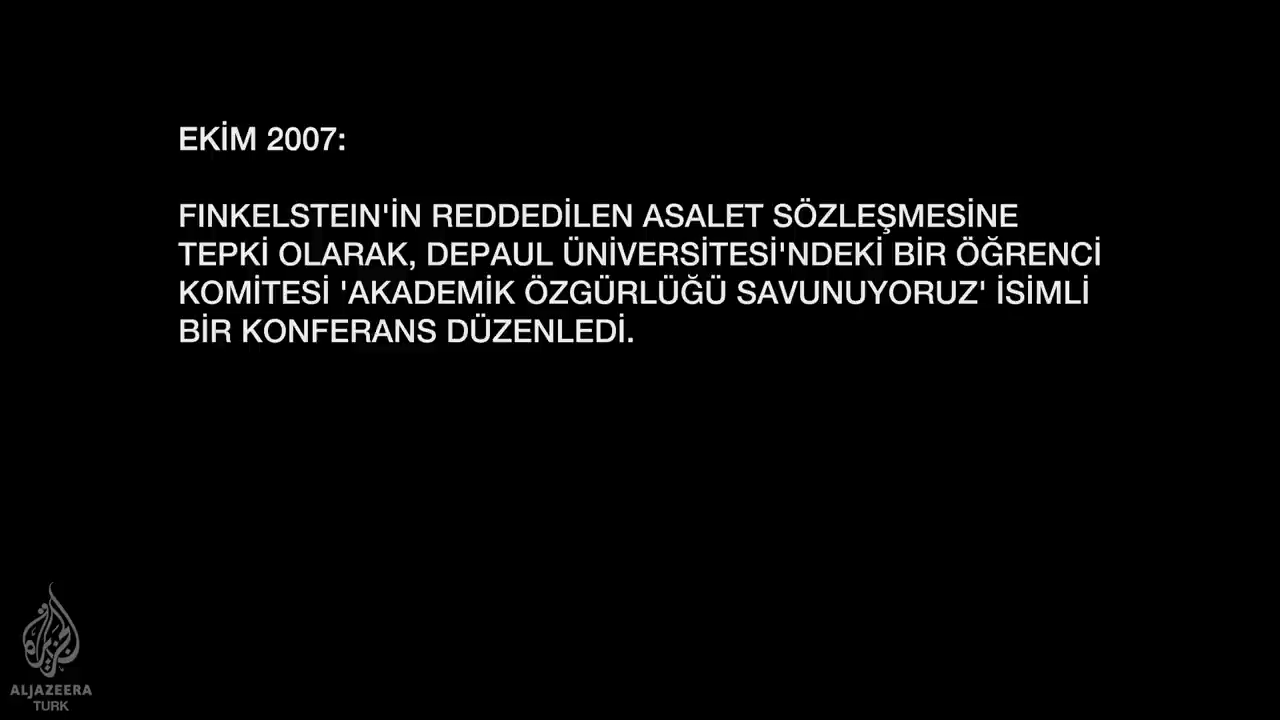 EKİM 2007:
FINKELSTEIN'İN REDDEDİLEN ASALET SÖZLEŞMESİNE
TEPKİ OLARAK, DEPAUL ÜNİVERSİTESİ'NDEKİ BİR ÖĞRENCİ
KOMİTESİ 'AKADEMİK ÖZGÜRLÜĞÜ SAVUNUYORUZ' İSİMLİ
BİR KONFERANS DÜZENLEDİ.
ALJAZEERA
TURK